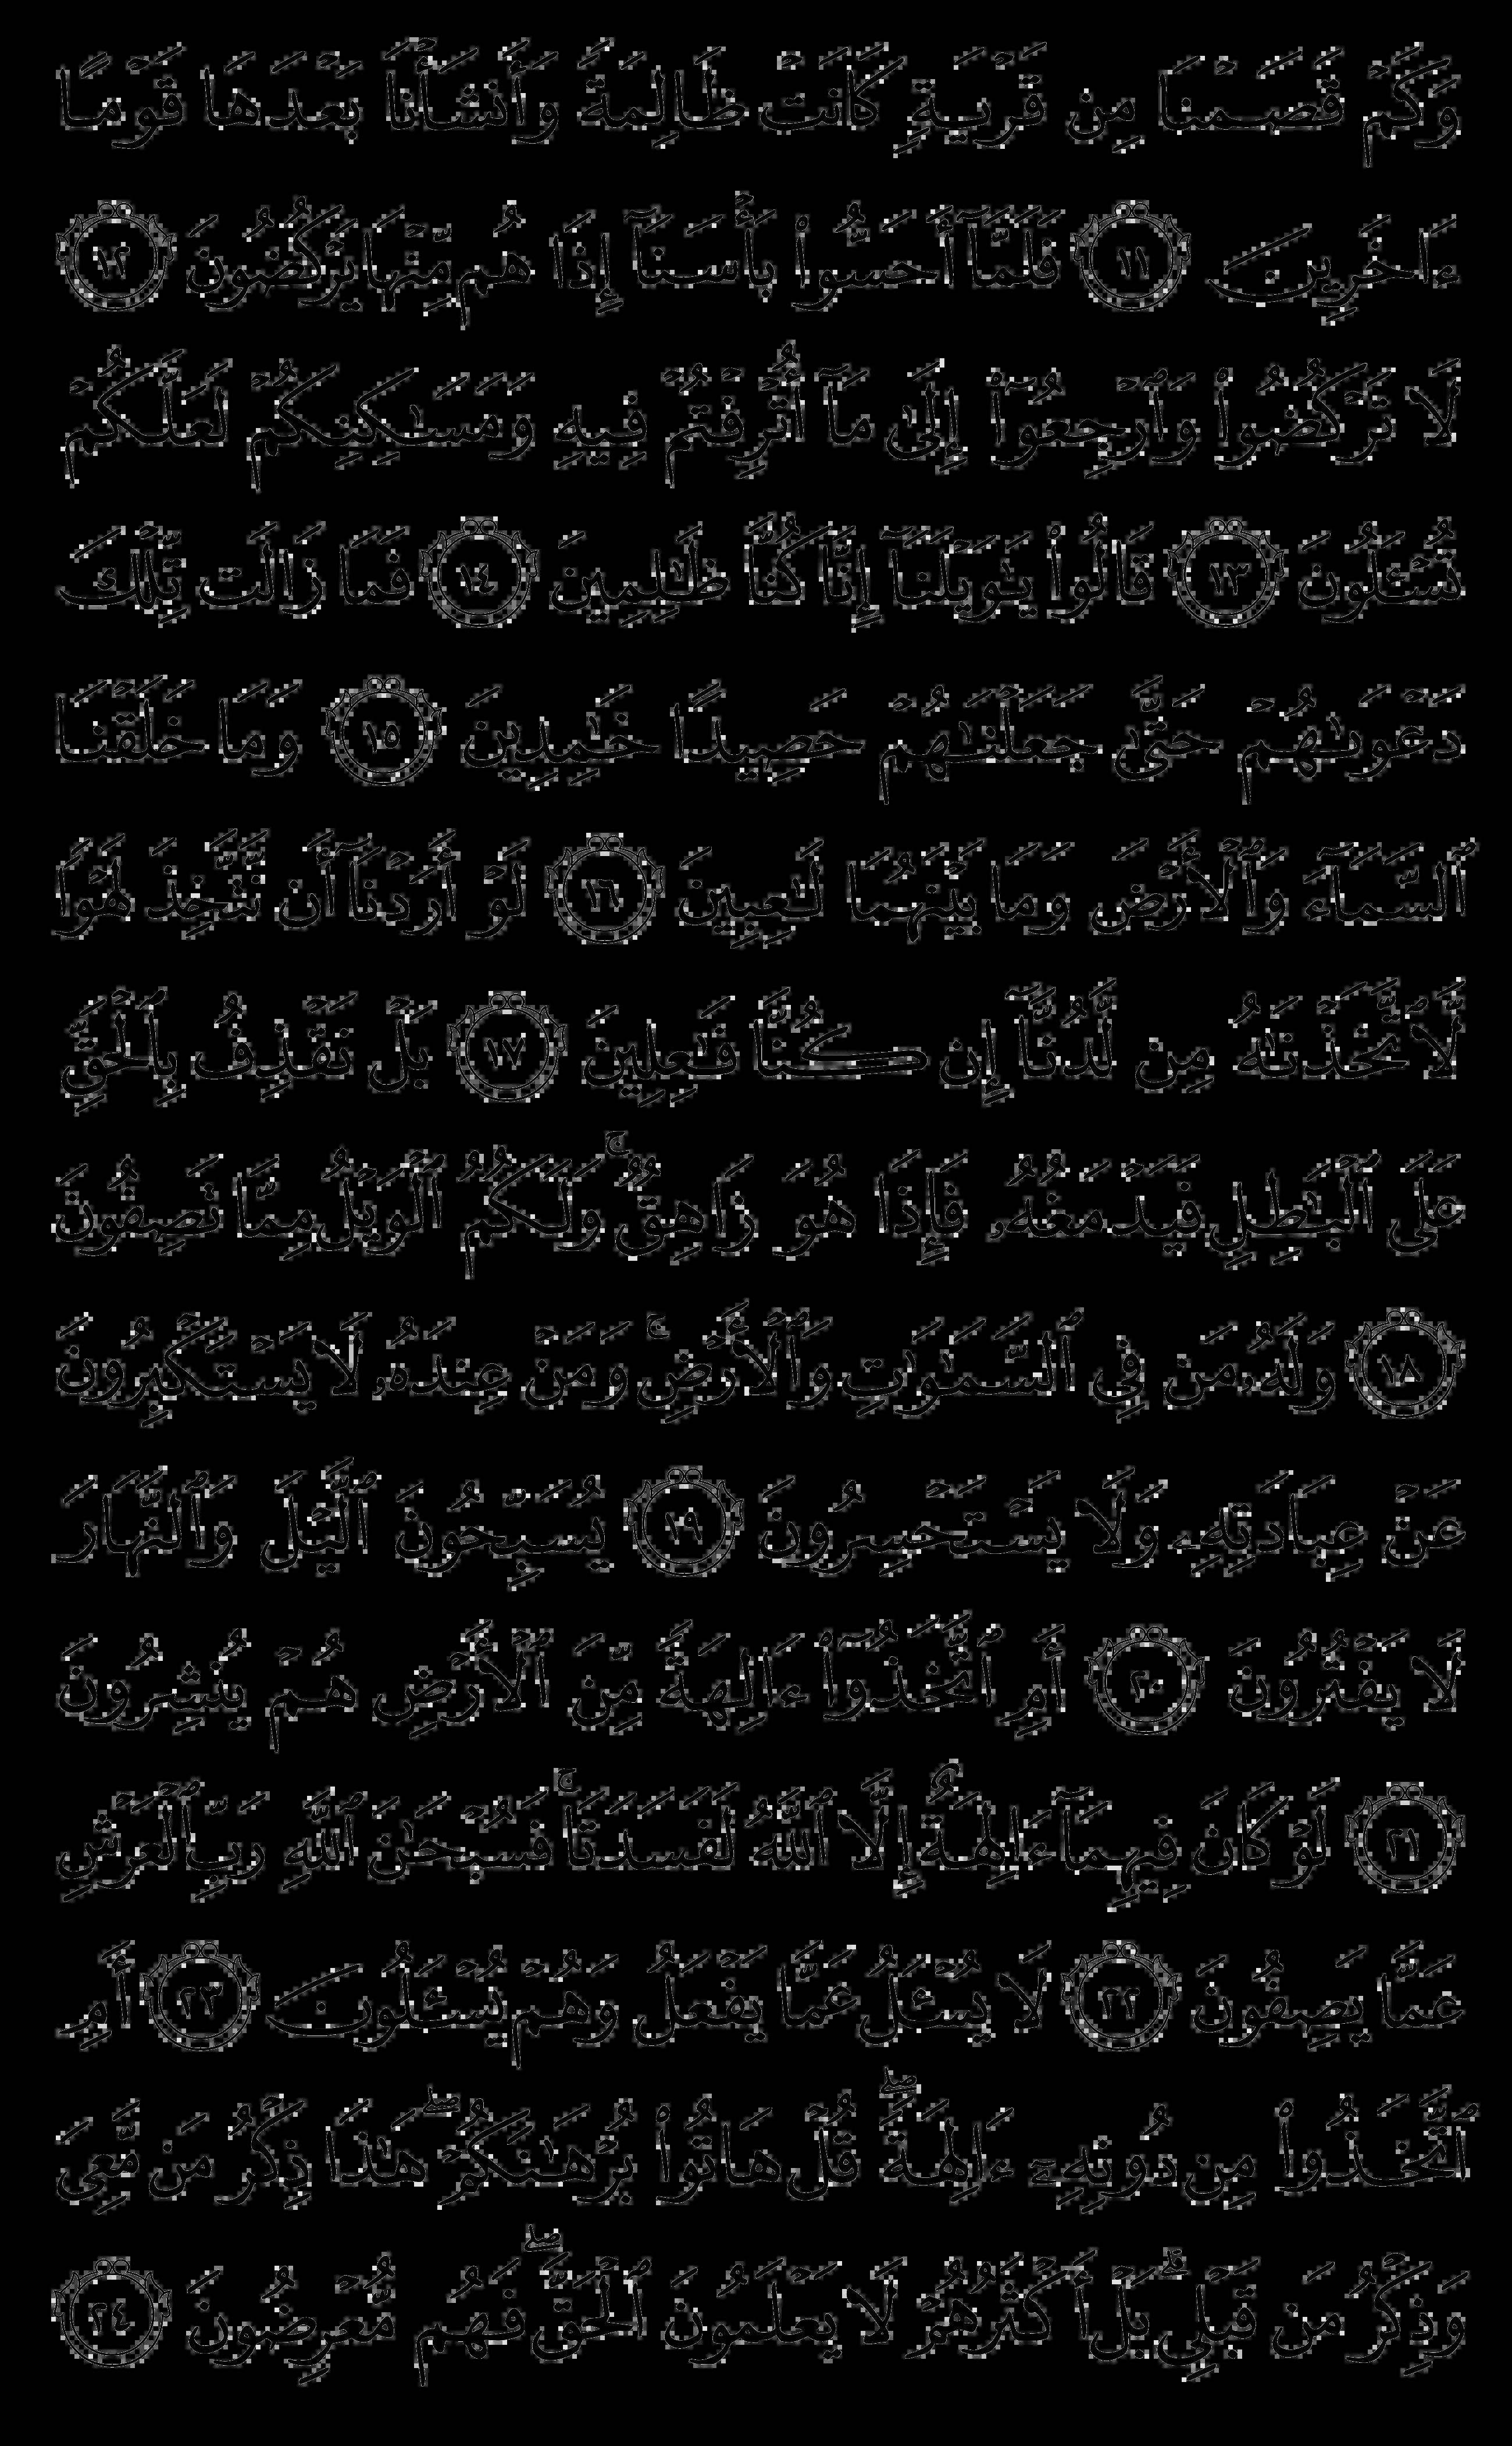 وَكَمْ قَصَمْنَا مِن قَرْيَةٍ كَانَتْ ظَالِمَةً وَأَنشَأْنَا بَعْدَهَا قَوْمًا
ءَاخَرِينَ ١١ فَلَمَّآ أَحَسُّوا۟ بَأْسَنَآ إِذَا هُم مِّنْهَا يَرْكُضُونَ ١٢
لَا تَرْكُضُوا۟ وَٱرْجِعُوٓا۟ إِلَىٰ مَآ أُتْرِفْتُمْ فِيهِ وَمَسَـٰكِنِكُمْ لَعَلَّكُمْ
تُسْـَٔلُونَ ١٣ قَالُوا۟ يَـٰوَيْلَنَآ إِنَّا كُنَّا ظَـٰلِمِينَ ١٤ فَمَا زَالَت تِّلْكَ
دَعْوَىٰهُمْ حَتَّىٰ جَعَلْنَـٰهُمْ حَصِيدًا خَـٰمِدِينَ ١٥ وَمَا خَلَقْنَا
ٱلسَّمَآءَ وَٱلْأَرْضَ وَمَا بَيْنَهُمَا لَـٰعِبِينَ ١٦ لَوْ أَرَدْنَآ أَن نَّتَّخِذَ لَهْوًا
لَّٱتَّخَذْنَـٰهُ مِن لَّدُنَّآ إِن كُنَّا فَـٰعِلِينَ ١٧ بَلْ نَقْذِفُ بِٱلْحَقِّ
عَلَى ٱلْبَـٰطِلِ فَيَدْمَغُهُۥ فَإِذَا هُوَ زَاهِقٌ ۚ وَلَكُمُ ٱلْوَيْلُ مِمَّا تَصِفُونَ
١٨ وَلَهُۥ مَن فِى ٱلسَّمَـٰوَٰتِ وَٱلْأَرْضِ ۚ وَمَنْ عِندَهُۥ لَا يَسْتَكْبِرُونَ
عَنْ عِبَادَتِهِۦ وَلَا يَسْتَحْسِرُونَ ١٩ يُسَبِّحُونَ ٱلَّيْلَ وَٱلنَّهَارَ
لَا يَفْتُرُونَ ٢٠ أَمِ ٱتَّخَذُوٓا۟ ءَالِهَةً مِّنَ ٱلْأَرْضِ هُمْ يُنشِرُونَ
٢١ لَوْ كَانَ فِيهِمَآ ءَالِهَةٌ إِلَّا ٱللَّهُ لَفَسَدَتَا ۚ فَسُبْحَـٰنَ ٱللَّهِ رَبِّ ٱلْعَرْشِ
عَمَّا يَصِفُونَ ٢٢ لَا يُسْـَٔلُ عَمَّا يَفْعَلُ وَهُمْ يُسْـَٔلُونَ ٢٣ أَمِ
ٱتَّخَذُوا۟ مِن دُونِهِۦٓ ءَالِهَةً ۖ قُلْ هَاتُوا۟ بُرْهَـٰنَكُمْ ۖ هَـٰذَا ذِكْرُ مَن مَّعِىَ
وَذِكْرُ مَن قَبْلِى ۗ بَلْ أَكْثَرُهُمْ لَا يَعْلَمُونَ ٱلْحَقَّ ۖ فَهُم مُّعْرِضُونَ ٢٤